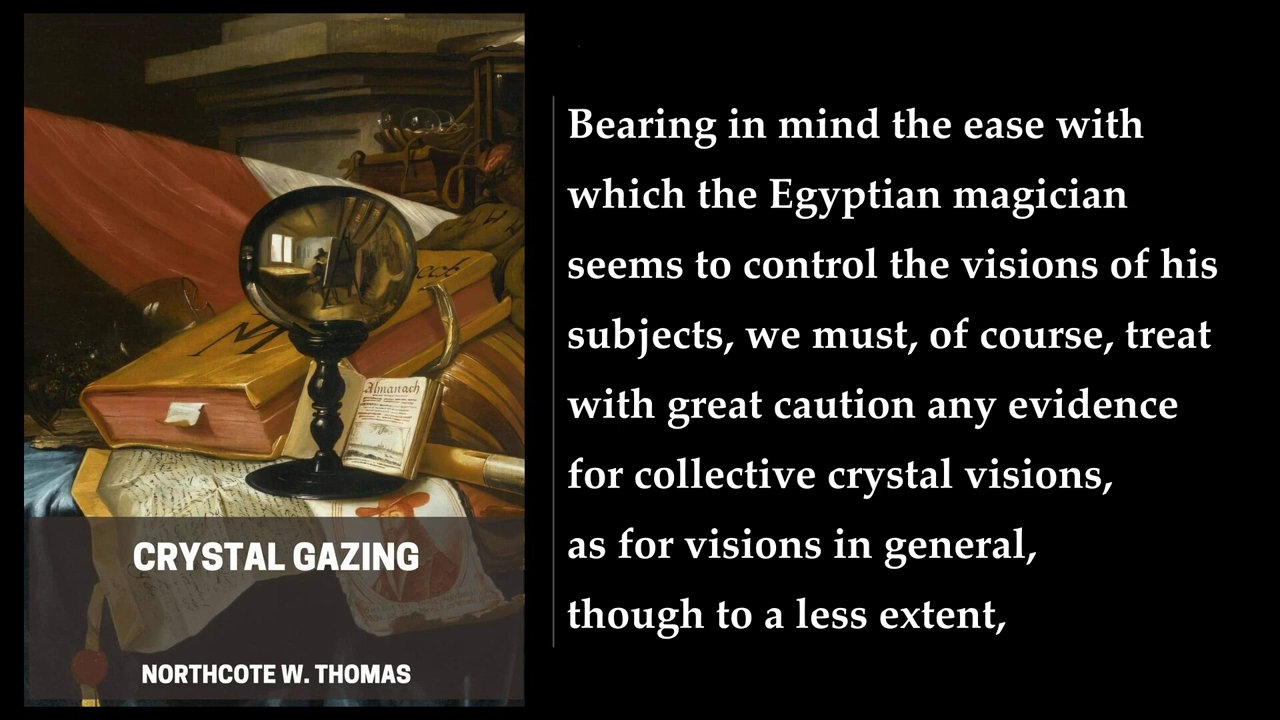 M
Almanach
CRYSTAL GAZING
NORTHCOTE W. THOMAS
Bearing in mind the ease with
which the Egyptian magician
seems to control the visions of his
subjects, we must, of course, treat
with great caution any evidence
for collective crystal visions,
as for visions in general,
though to a less extent,